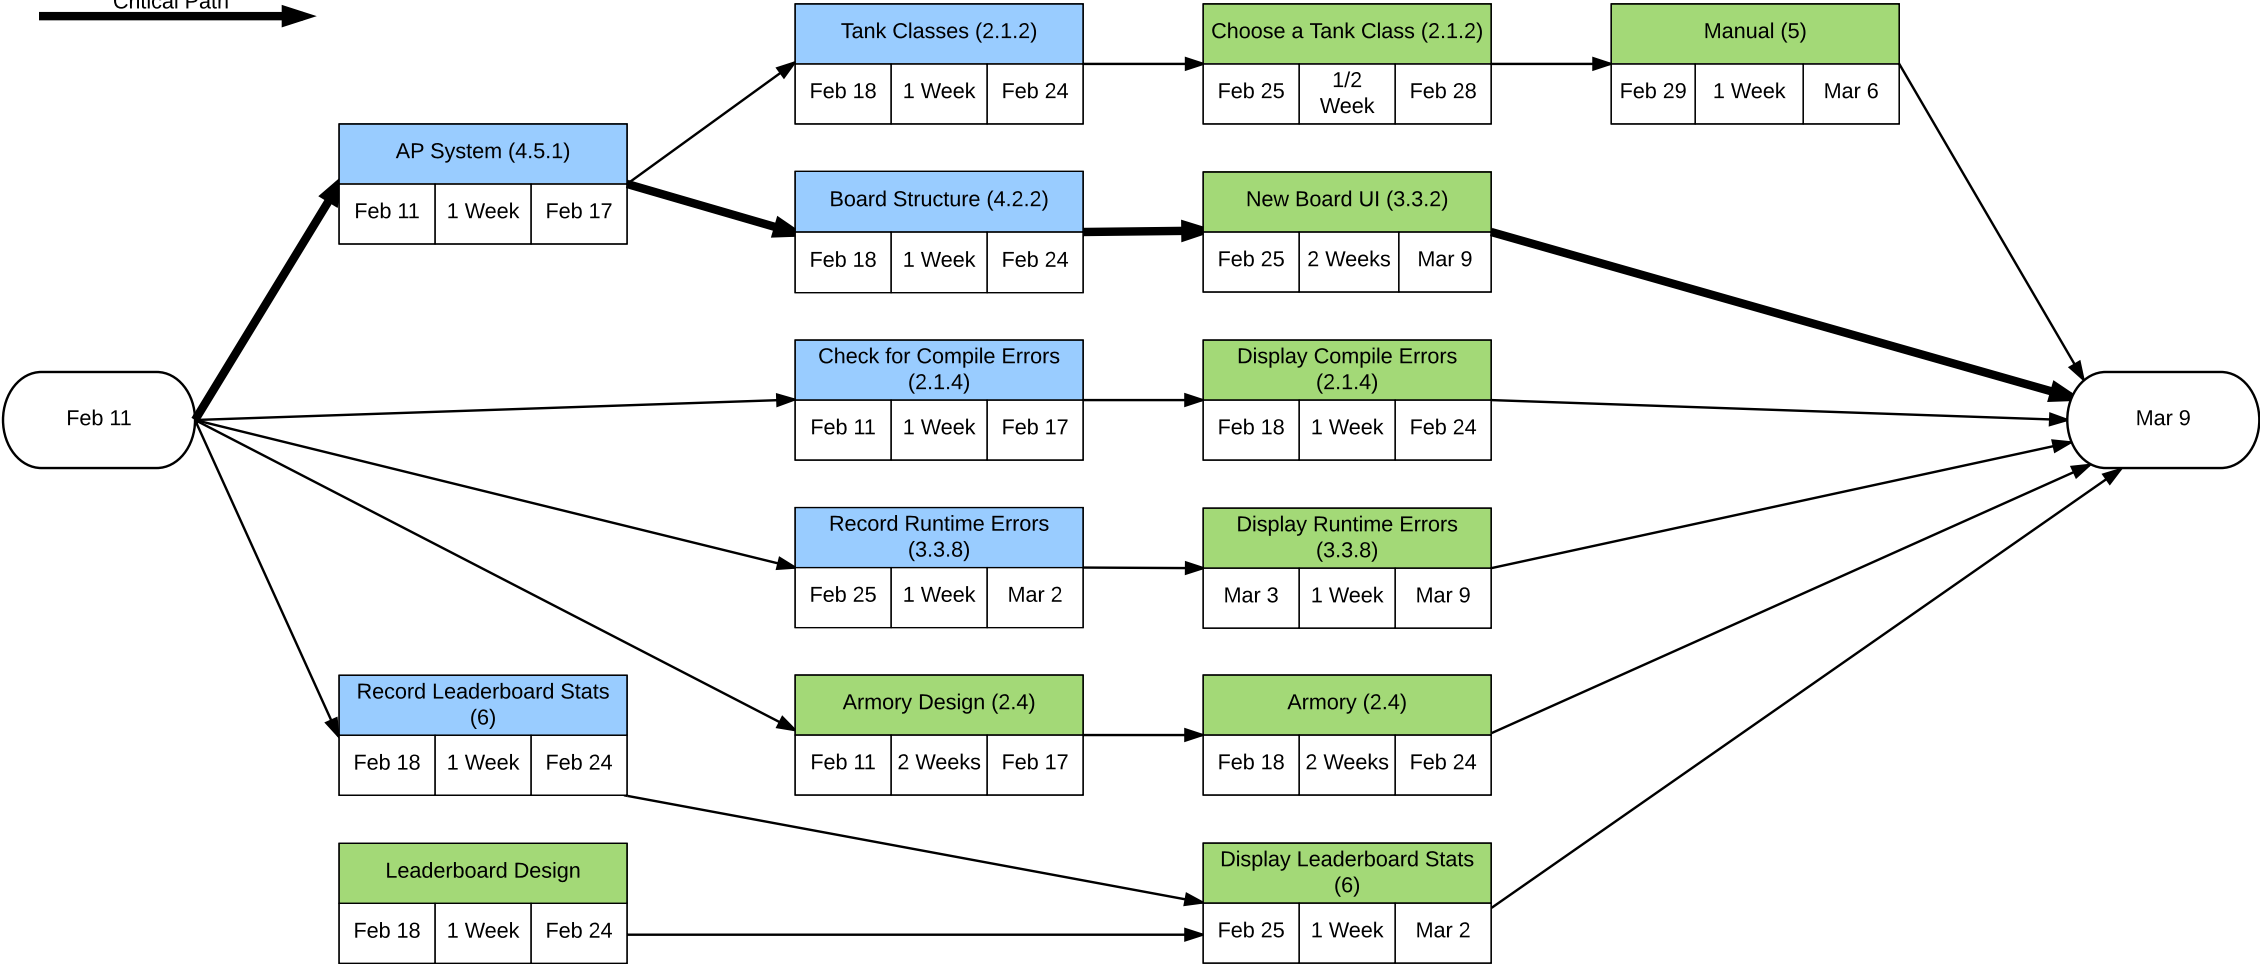 Critical Path
Tank Classes (2.1.2)
Feb 18 1 Week Feb 24
Choose a Tank Class (2.1.2)
Feb 25 1/2 Week Feb 28
Manual (5)
Feb 29 1 Week Mar 6
AP System (4.5.1)
Feb 11 1 Week Feb 17
Board Structure (4.2.2)
Feb 18 1 Week Feb 24
New Board UI (3.3.2)
Feb 25 2 Weeks Mar 9
Feb 11
Check for Compile Errors
(2.1.4)
Feb 11 1 Week Feb 17
Display Compile Errors
(2.1.4)
Feb 18 1 Week Feb 24
Mar 9
Record Runtime Errors
(3.3.8)
Feb 25 1 Week Mar 2
Display Runtime Errors
(3.3.8)
Mar 3 1 Week Mar 9
Record Leaderboard Stats
(6)
Feb 18 1 Week Feb 24
Armory Design (2.4)
Feb 11 2 Weeks Feb 17
Armory (2.4)
Feb 18 2 Weeks Feb 24
Leaderboard Design
Feb 18 1 Week Feb 24
Display Leaderboard Stats
(6)
Feb 25 1 Week Mar 2